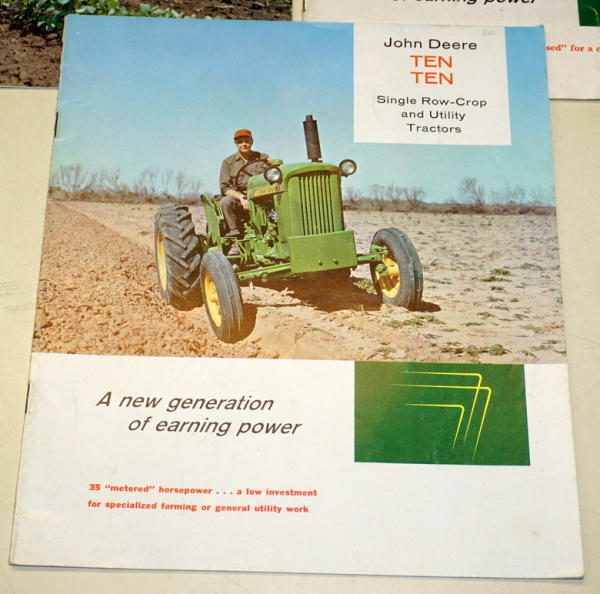 of earning power
sed" for a c
John Deere
TEN
TEN
Single Row-Crop
and Utility
Tractors
A new generation
of earning power
35 "metered" horsepower . . . a low investment
for specialized farming or general utility work